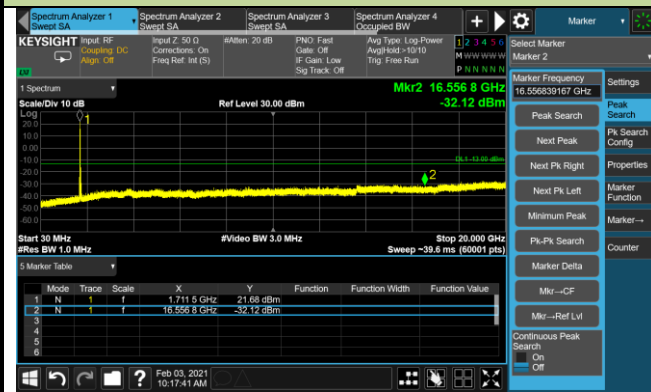 Spectrum Analyzer 1
Swept SA
Spectrum Analyzer 2
Swept SA
Spectrum Analyzer 3
Swept SA
Spectrum Analyzer 4
Occupied BW
Marker
KEYSIGHT
Input: RF
Coupling: DC
Align: Off
Input Z: 50 Ω
Corrections: On
Freq Ref: Int (S)
#Atten: 20 dB
PNO: Fast
Gate: Off
IF Gain: Low
Sig Track: Off
Avg Type: Log-Power
Avg|Hold:>10/10
Trig: Free Run
1 2 3 4 5 6
M W W W W W
P N N N N N
LXI
Select Marker
Marker 2
1 Spectrum
Mkr2 16.556 8 GHz
-32.12 dBm
Scale/Div 10 dB
Ref Level 30.00 dBm
Log
20.0
10.0
0.00
-10.0
-20.0
-30.0
-40.0
-50.0
-60.0
1
DL1 -13.00 dBm
2
Start 30 MHz
#Res BW 1.0 MHz
#Video BW 3.0 MHz
Stop 20.000 GHz
Sweep ~39.6 ms (60001 pts)
5 Marker Table
Mode Trace Scale X Y Function Function Width Function Value
1 N 1 f 1.711 5 GHz 21.68 dBm
2 N 1 f 16.556 8 GHz -32.12 dBm
3
4
5
6
Marker Frequency
16.556839167 GHz
Peak Search
Next Peak
Next Pk Right
Next Pk Left
Minimum Peak
Pk-Pk Search
Marker Delta
Mkr→CF
Mkr→Ref Lvl
Continuous Peak
Search
On
Off
Settings
Peak
Search
Pk Search
Config
Properties
Marker
Function
Marker→
Counter
?
Feb 03, 2021
10:17:41 AM